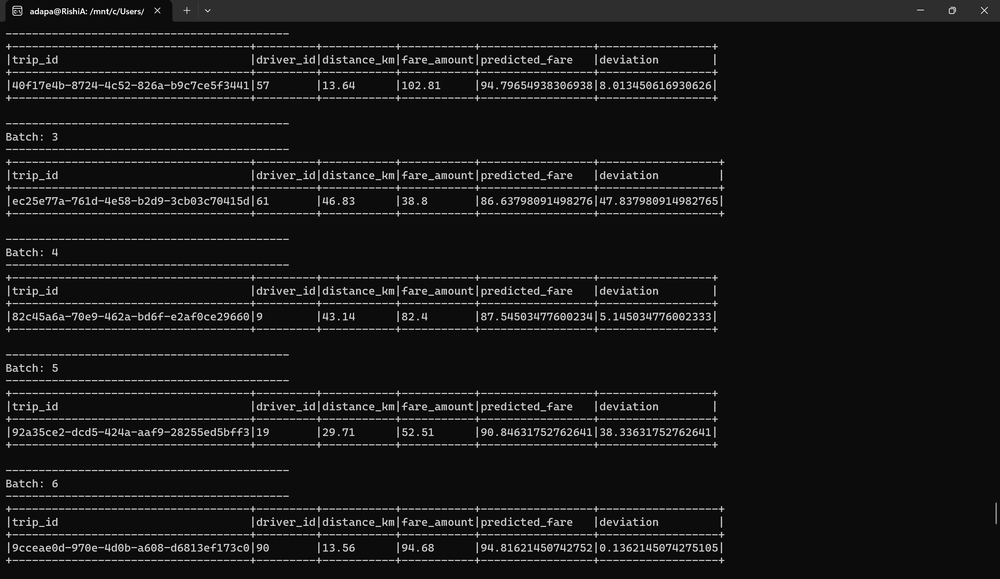 adapa@RishiA: /mnt/c/Users/
-------------------------------------------
+------------------------------------+---------+-----------+-----------+-----------------+-----------------+
|trip_id                             |driver_id|distance_km|fare_amount|predicted_fare   |deviation        |
+------------------------------------+---------+-----------+-----------+-----------------+-----------------+
|40f17e4b-8724-4c52-826a-b9c7ce5f3441|57       |13.64      |102.81     |94.79654938306938|8.013450616930626|
+------------------------------------+---------+-----------+-----------+-----------------+-----------------+
-------------------------------------------
Batch: 3
-------------------------------------------
+------------------------------------+---------+-----------+-----------+-----------------+------------------+
|trip_id                             |driver_id|distance_km|fare_amount|predicted_fare   |deviation         |
+------------------------------------+---------+-----------+-----------+-----------------+------------------+
|ec25e77a-761d-4e58-b2d9-3cb03c70415d|61       |46.83      |38.8       |86.63798091498276|47.837980914982765|
+------------------------------------+---------+-----------+-----------+-----------------+------------------+
-------------------------------------------
Batch: 4
-------------------------------------------
+------------------------------------+---------+-----------+-----------+-----------------+-----------------+
|trip_id                             |driver_id|distance_km|fare_amount|predicted_fare   |deviation        |
+------------------------------------+---------+-----------+-----------+-----------------+-----------------+
|82c45a6a-70e9-462a-bd6f-e2af0ce29660|9        |43.14      |82.4       |87.54503477600234|5.145034776002333|
+------------------------------------+---------+-----------+-----------+-----------------+-----------------+
-------------------------------------------
Batch: 5
-------------------------------------------
+------------------------------------+---------+-----------+-----------+-----------------+-----------------+
|trip_id                             |driver_id|distance_km|fare_amount|predicted_fare   |deviation        |
+------------------------------------+---------+-----------+-----------+-----------------+-----------------+
|92a35ce2-dcd5-424a-aaf9-28255ed5bff3|19       |29.71      |52.51      |90.84631752762641|38.33631752762641|
+------------------------------------+---------+-----------+-----------+-----------------+-----------------+
-------------------------------------------
Batch: 6
-------------------------------------------
+------------------------------------+---------+-----------+-----------+-----------------+------------------+
|trip_id                             |driver_id|distance_km|fare_amount|predicted_fare   |deviation         |
+------------------------------------+---------+-----------+-----------+-----------------+------------------+
|9cceae0d-970e-4d0b-a608-d6813ef173c0|90       |13.56      |94.68      |94.81621450742752|0.1362145074275105|
+------------------------------------+---------+-----------+-----------+-----------------+------------------+